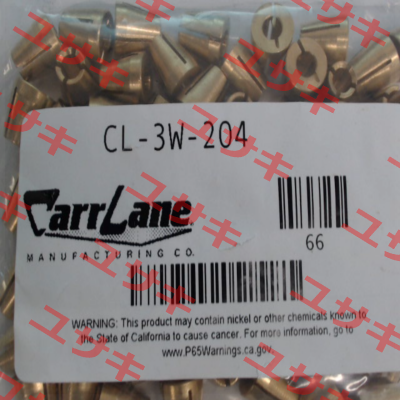 CL-3W-204
CarrLane
MANUFACTURING CO.
66
WARNING: This product may contain nickel or other chemicals known to
the State of California to cause cancer. For more information, go to
www.P65Warnings.ca.gov.
ユサキ